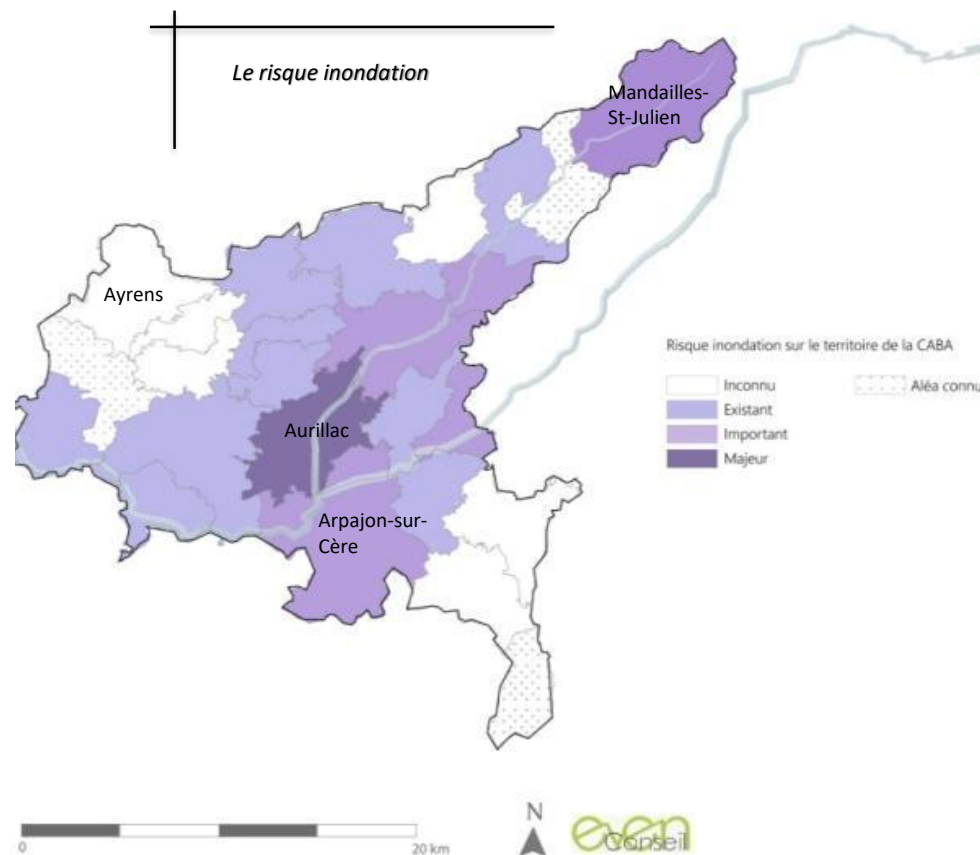 Le risque inondation
Mandailles-
St-Julien
Ayrens
Risque inondation sur le territoire de la CABA
Inconnu
Aléa connu
Existant
Important
Majeur
Aurillac
Arpajon-sur-
Cère
N
0
20 km
even
Conseil